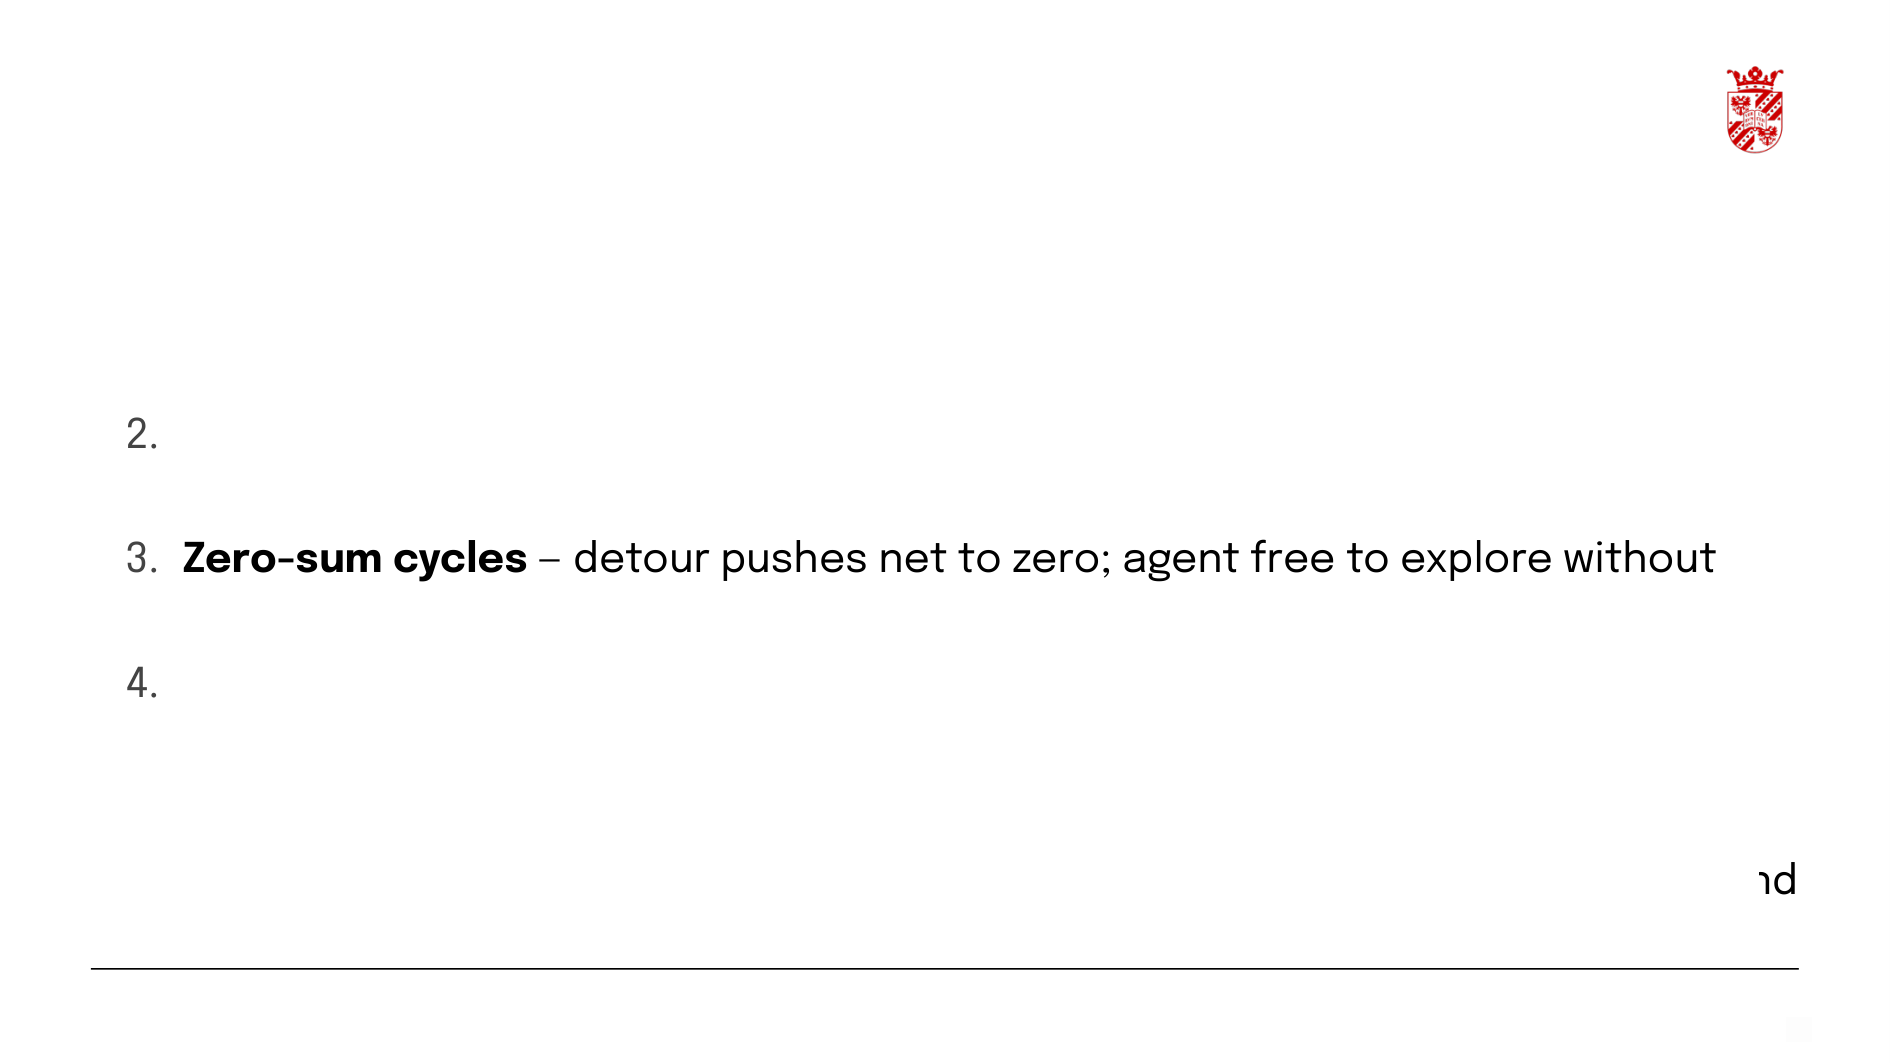 2.
3. Zero-sum cycles – detour pushes net to zero; agent free to explore without
4.
nd